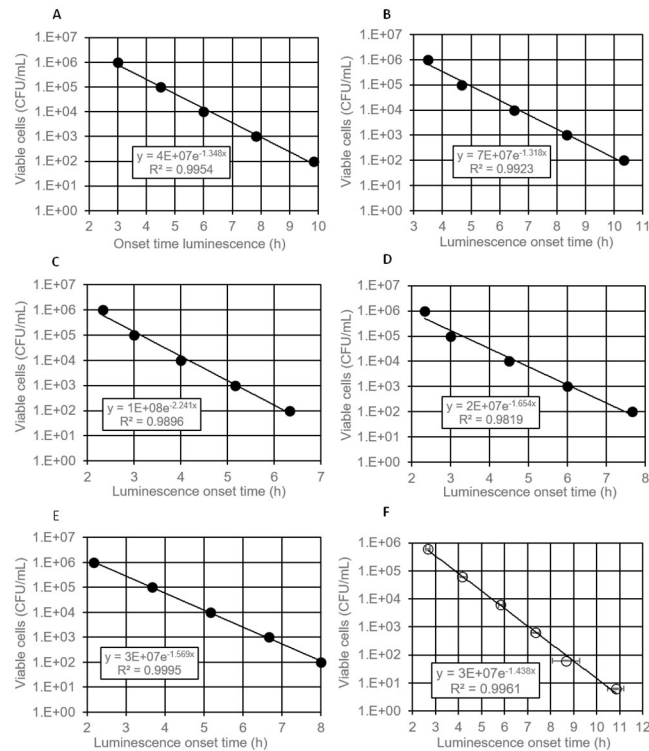 A
1.E+07
1.E+06
1.E+05
1.E+04
1.E+03
1.E+02
1.E+01
1.E+00
Viable cells (CFU/mL)
y = 4E+07e-1.348x
R² = 0.9954
2 3 4 5 6 7 8 9 10
Onset time luminescence (h)
B
1.E+07
1.E+06
1.E+05
1.E+04
1.E+03
1.E+02
1.E+01
1.E+00
Viable cells (CFU/mL)
y = 7E+07e-1.318x
R² = 0.9923
2 3 4 5 6 7 8 9 10 11
Luminescence onset time (h)
C
1.E+07
1.E+06
1.E+05
1.E+04
1.E+03
1.E+02
1.E+01
1.E+00
Viable cells (CFU/mL)
y = 1E+08e-2.241x
R² = 0.9896
2 3 4 5 6 7
Luminescence onset time (h)
D
1.E+07
1.E+06
1.E+05
1.E+04
1.E+03
1.E+02
1.E+01
1.E+00
Viable cells (CFU/mL)
y = 2E+07e-1.654x
R² = 0.9819
2 3 4 5 6 7 8
Luminescence onset time (h)
E
1.E+07
1.E+06
1.E+05
1.E+04
1.E+03
1.E+02
1.E+01
1.E+00
Viable cells (CFU/mL)
y = 3E+07e-1.569x
R² = 0.9995
2 3 4 5 6 7 8
Luminescence onset time (h)
F
1.E+06
1.E+05
1.E+04
1.E+03
1.E+02
1.E+01
1.E+00
Viable cells (CFU/mL)
y = 3E+07e-1.438x
R² = 0.9961
2 3 4 5 6 7 8 9 10 11 12
Luminescence onset time (h)